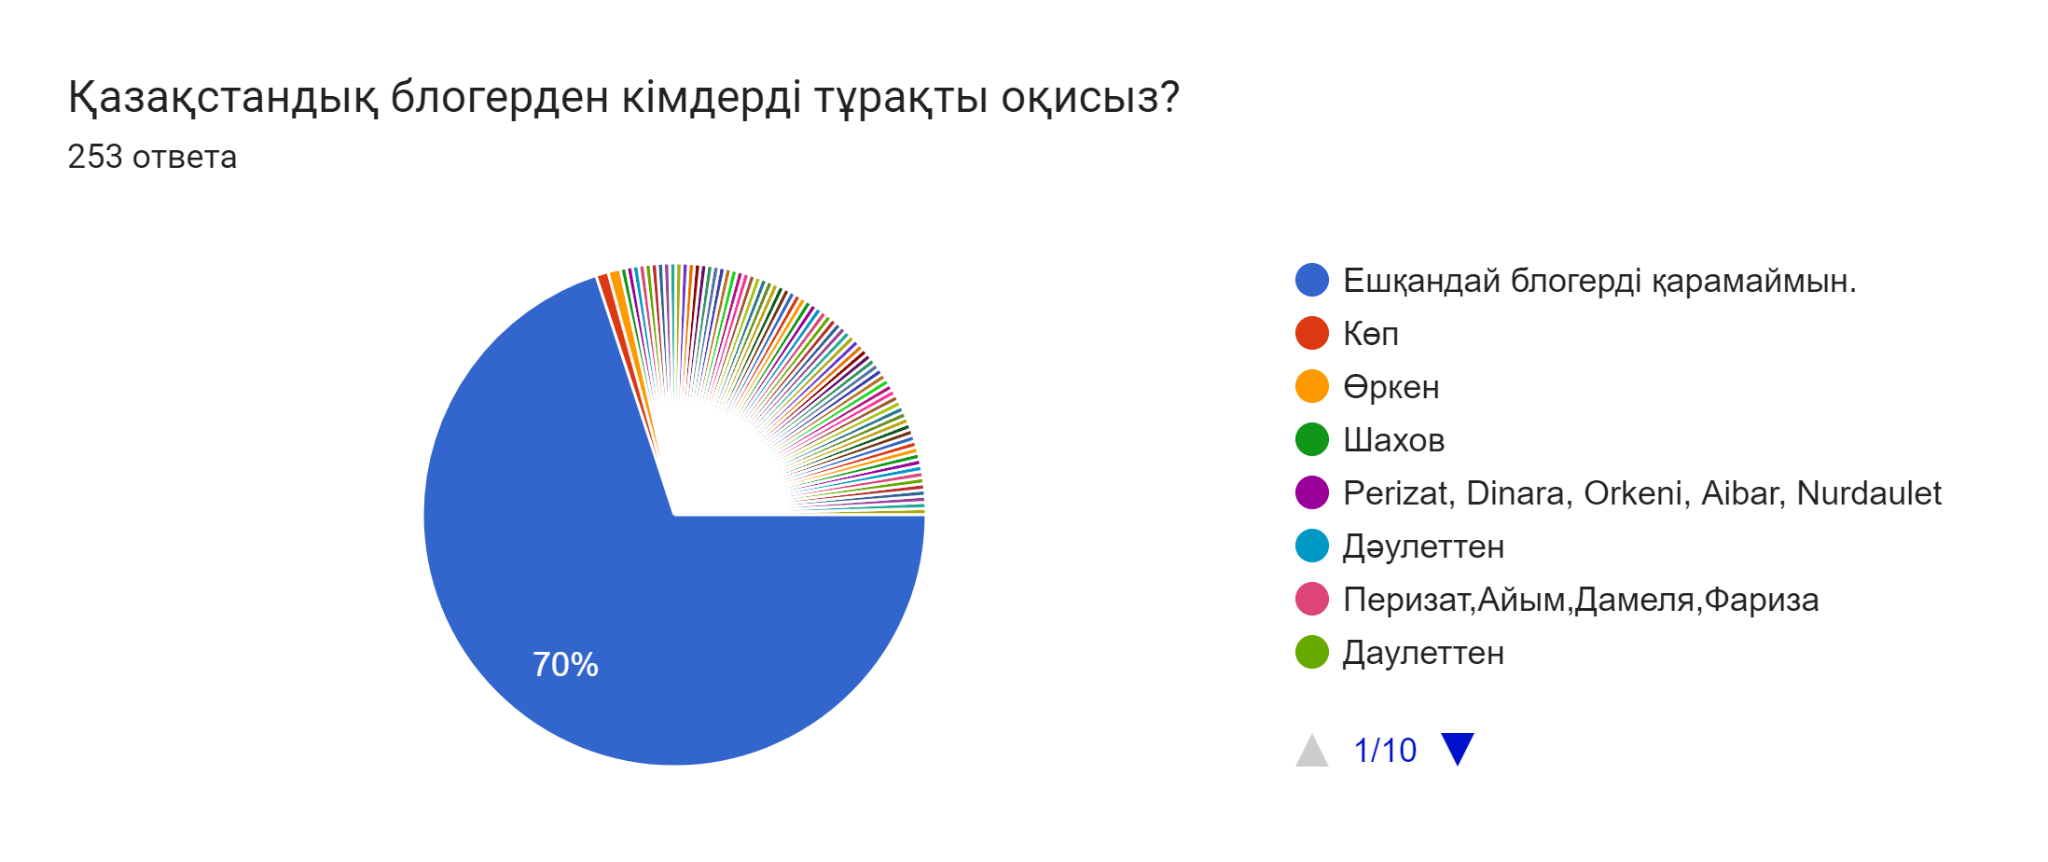 Қазақстандық блогерден кімдерді тұрақты оқисыз?
253 ответа
70%
Ешқандай блогерді қарамаймын.
Көп
Өркен
Шахов
Perizat, Dinara, Orkeni, Aibar, Nurdaulet
Дәулеттен
Перизат,Айым,Дамеля,Фариза
Даулеттен
1/10